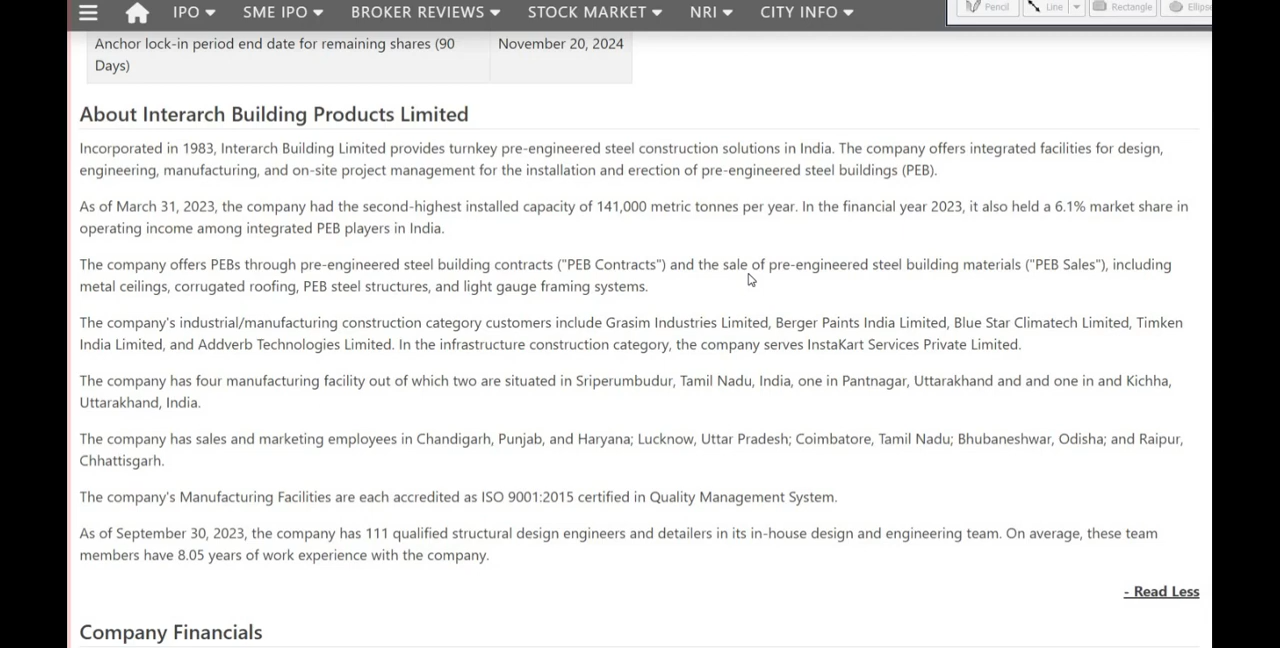 IPO SME IPO BROKER REVIEWS STOCK MARKET NRI CITY INFO
Pencil Line Rectangle Ellipse
Anchor lock-in period end date for remaining shares (90 November 20, 2024
Days)
About Interarch Building Products Limited
Incorporated in 1983, Interarch Building Limited provides turnkey pre-engineered steel construction solutions in India. The company offers integrated facilities for design,
engineering, manufacturing, and on-site project management for the installation and erection of pre-engineered steel buildings (PEB).
As of March 31, 2023, the company had the second-highest installed capacity of 141,000 metric tonnes per year. In the financial year 2023, it also held a 6.1% market share in
operating income among integrated PEB players in India.
The company offers PEBs through pre-engineered steel building contracts ("PEB Contracts") and the sale of pre-engineered steel building materials ("PEB Sales"), including
metal ceilings, corrugated roofing, PEB steel structures, and light gauge framing systems.
The company's industrial/manufacturing construction category customers include Grasim Industries Limited, Berger Paints India Limited, Blue Star Climatech Limited, Timken
India Limited, and Addverb Technologies Limited. In the infrastructure construction category, the company serves InstaKart Services Private Limited.
The company has four manufacturing facility out of which two are situated in Sriperumbudur, Tamil Nadu, India, one in Pantnagar, Uttarakhand and and one in and Kichha,
Uttarakhand, India.
The company has sales and marketing employees in Chandigarh, Punjab, and Haryana; Lucknow, Uttar Pradesh; Coimbatore, Tamil Nadu; Bhubaneshwar, Odisha; and Raipur,
Chhattisgarh.
The company's Manufacturing Facilities are each accredited as ISO 9001:2015 certified in Quality Management System.
As of September 30, 2023, the company has 111 qualified structural design engineers and detailers in its in-house design and engineering team. On average, these team
members have 8.05 years of work experience with the company.
- Read Less
Company Financials